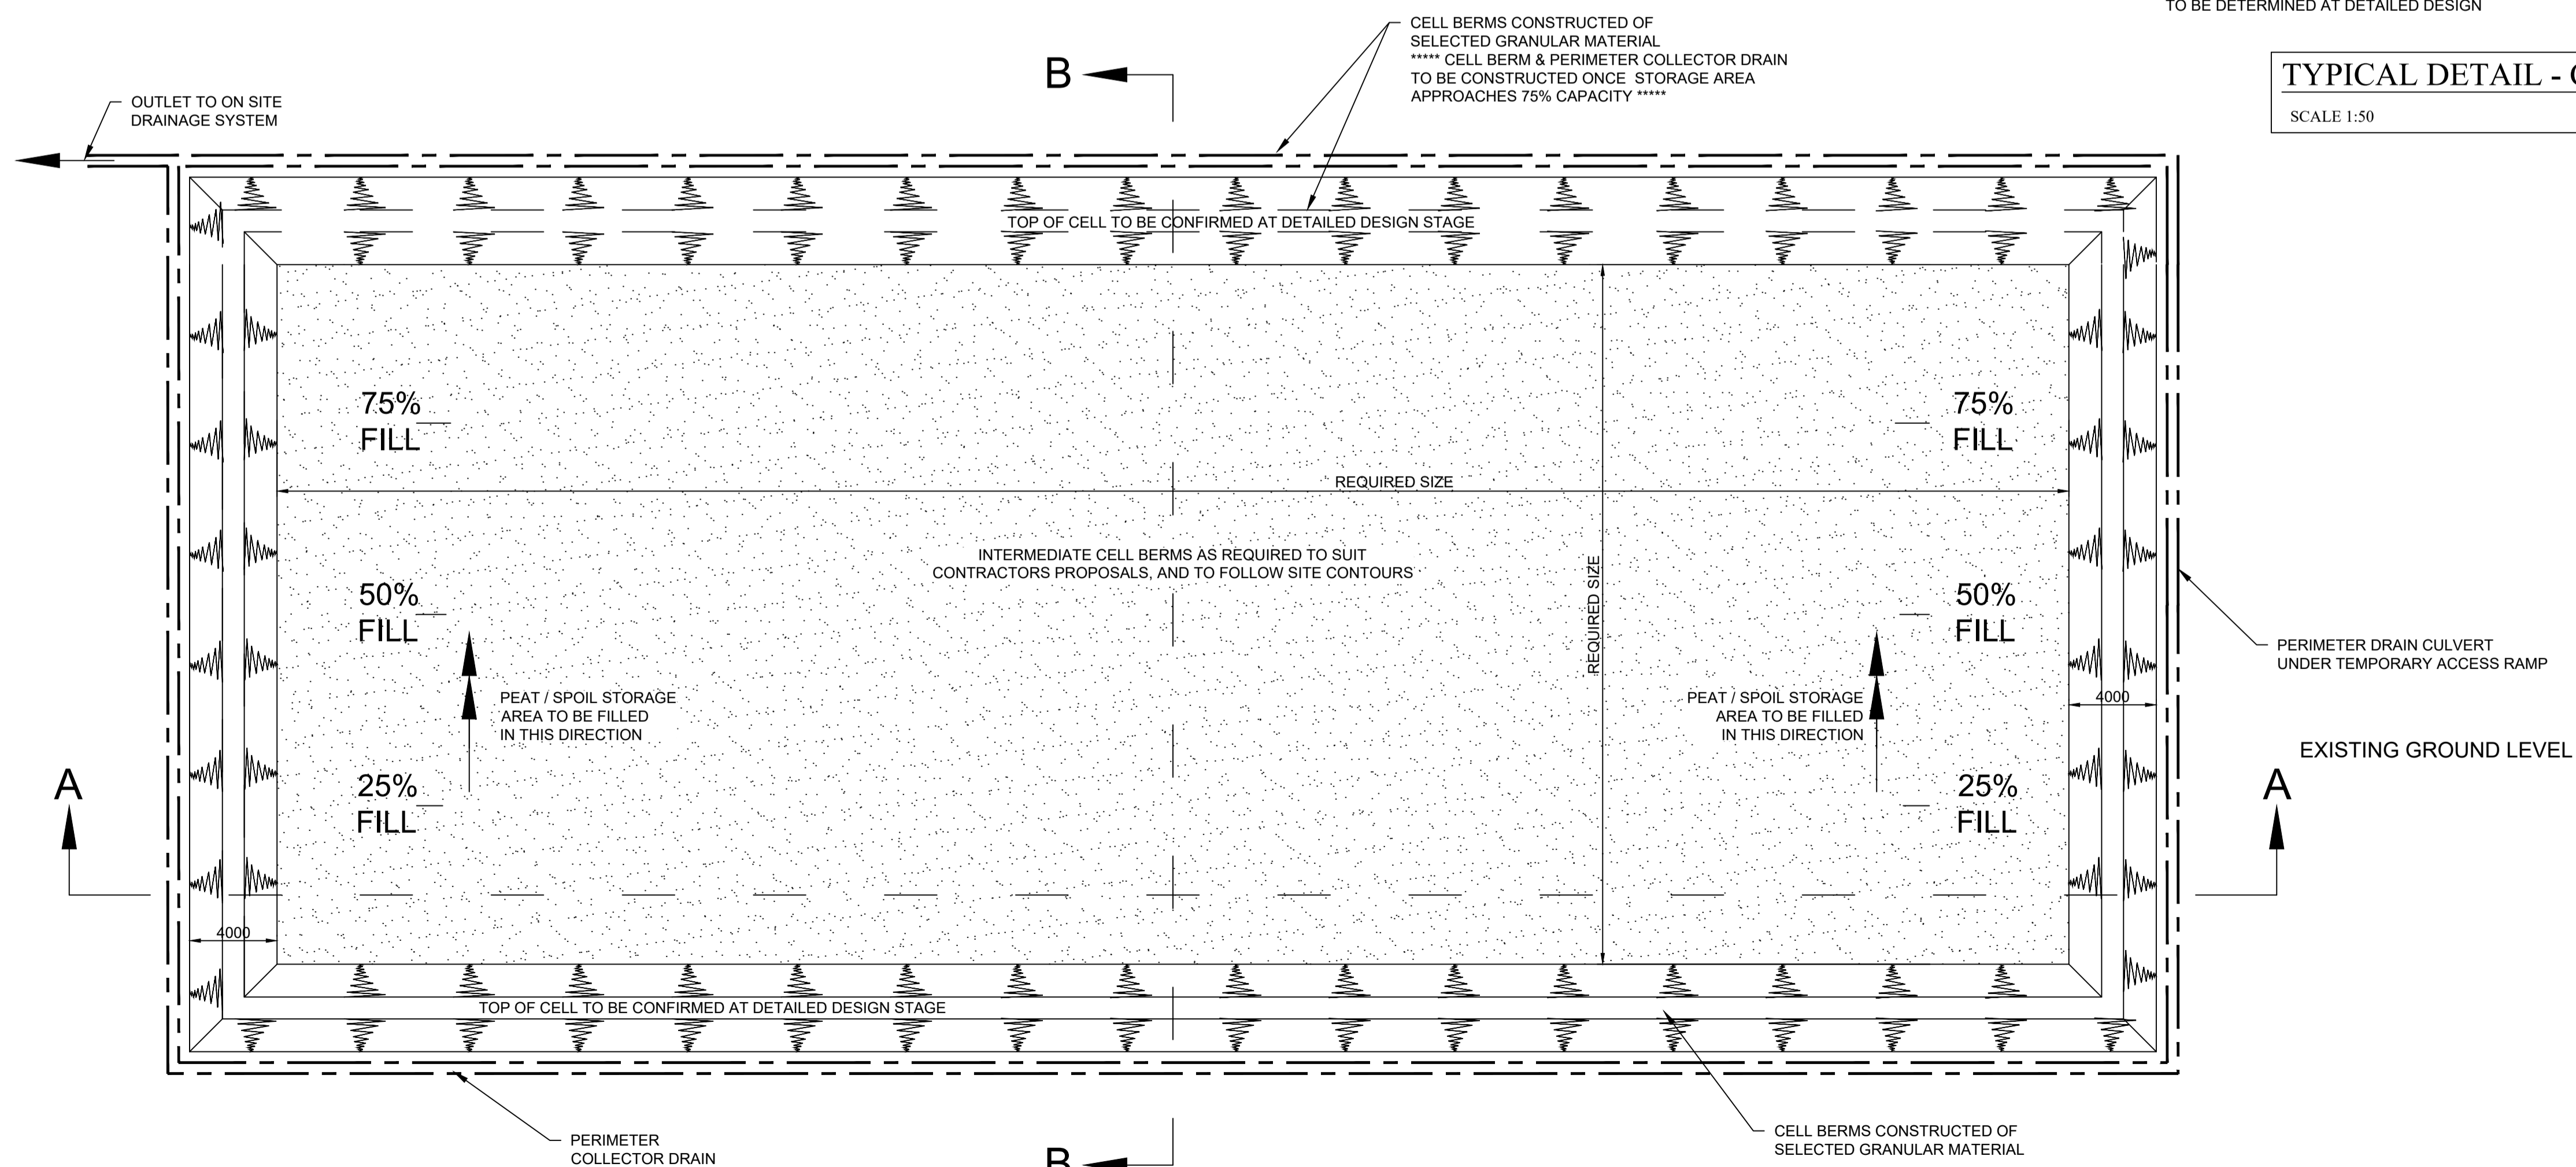 TO BE DETERMINED AT DETAILED DESIGN
CELL BERMS CONSTRUCTED OF
SELECTED GRANULAR MATERIAL
***** CELL BERM & PERIMETER COLLECTOR DRAIN
TO BE CONSTRUCTED ONCE STORAGE AREA
APPROACHES 75% CAPACITY *****
B
TYPICAL DETAIL -
SCALE 1:50
OUTLET TO ON SITE
DRAINAGE SYSTEM
TOP OF CELL TO BE CONFIRMED AT DETAILED DESIGN STAGE
75%
FILL
75%
FILL
REQUIRED SIZE
INTERMEDIATE CELL BERMS AS REQUIRED TO SUIT
CONTRACTORS PROPOSALS, AND TO FOLLOW SITE CONTOURS
REQUIRED SIZE
50%
FILL
50%
FILL
PERIMETER DRAIN CULVERT
UNDER TEMPORARY ACCESS RAMP
PEAT / SPOIL STORAGE
AREA TO BE FILLED
IN THIS DIRECTION
PEAT / SPOIL STORAGE
AREA TO BE FILLED
IN THIS DIRECTION
4000
EXISTING GROUND LEVEL
A
25%
FILL
25%
FILL
A
4000
TOP OF CELL TO BE CONFIRMED AT DETAILED DESIGN STAGE
PERIMETER
COLLECTOR DRAIN
B
CELL BERMS CONSTRUCTED OF
SELECTED GRANULAR MATERIAL